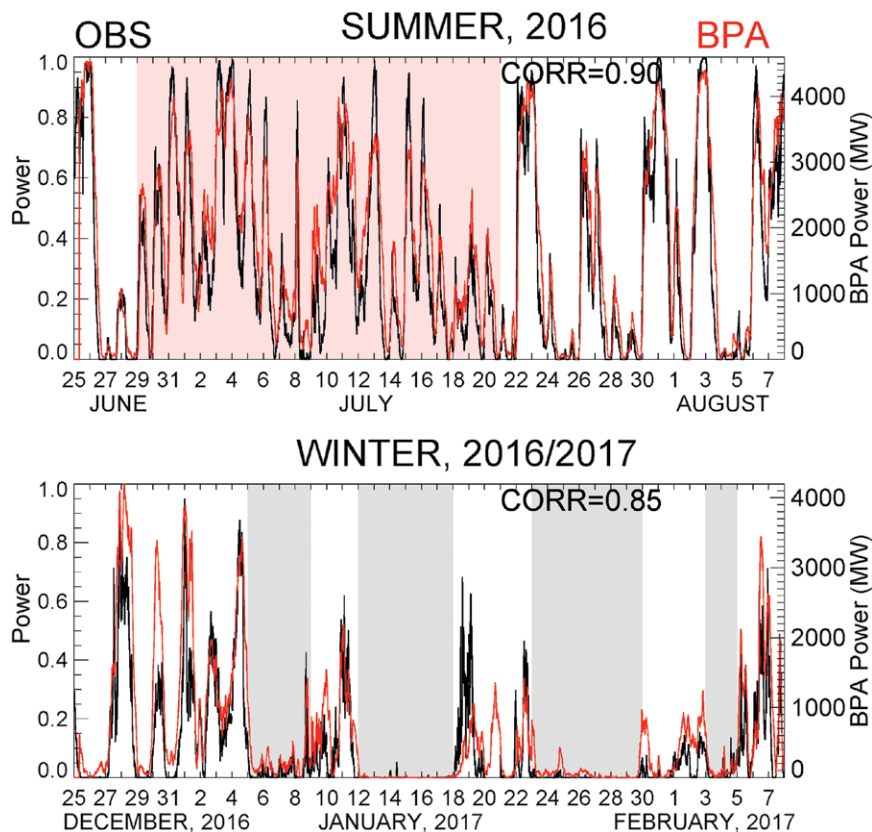 OBS SUMMER, 2016 BPA
CORR=0.90
1.0
0.8
0.6
0.4
0.2
0.0
Power
4000
3000
2000
1000
0
BPA Power (MW)
25 27 29 31 2 4 6 8 10 12 14 16 18 20 22 24 26 28 30 1 3 5 7
JUNE JULY AUGUST
WINTER, 2016/2017
CORR=0.85
1.0
0.8
0.6
0.4
0.2
0.0
Power
4000
3000
2000
1000
0
BPA Power (MW)
25 27 29 31 2 4 6 8 10 12 14 16 18 20 22 24 26 28 30 1 3 5 7
DECEMBER, 2016 JANUARY, 2017 FEBRUARY, 2017